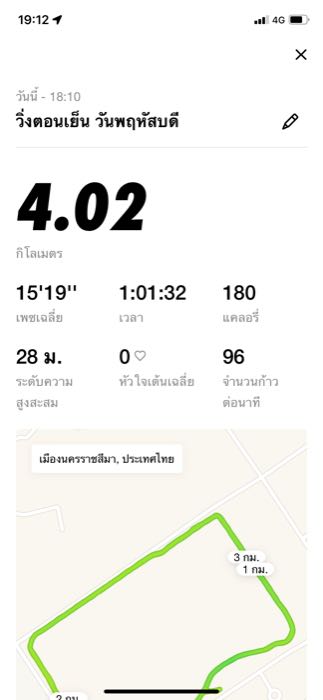 19:12
4G
วันนี้ - 18:10
วิ่งตอนเย็น วันพฤหัสบดี
4.02
กิโลเมตร
15'19'' 1:01:32 180
เพซเฉลี่ย เวลา แคลอรี่
28 ม. 0 96
ระดับความสูงสะสม หัวใจเต้นเฉลี่ย จำนวนก้าวต่อนาที
เมืองนครราชสีมา, ประเทศไทย
3 กม.
1 กม.
2 กม.